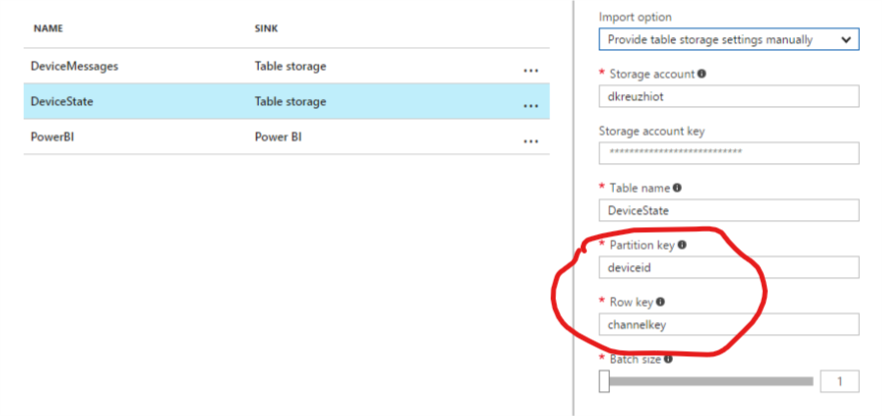 NAME SINK
DeviceMessages Table storage ...
DeviceState Table storage ...
PowerBI Power BI ...
Import option
Provide table storage settings manually
* Storage account
dkreuzhiot
Storage account key
***************************
* Table name
DeviceState
* Partition key
deviceid
* Row key
channelkey
* Batch size
1